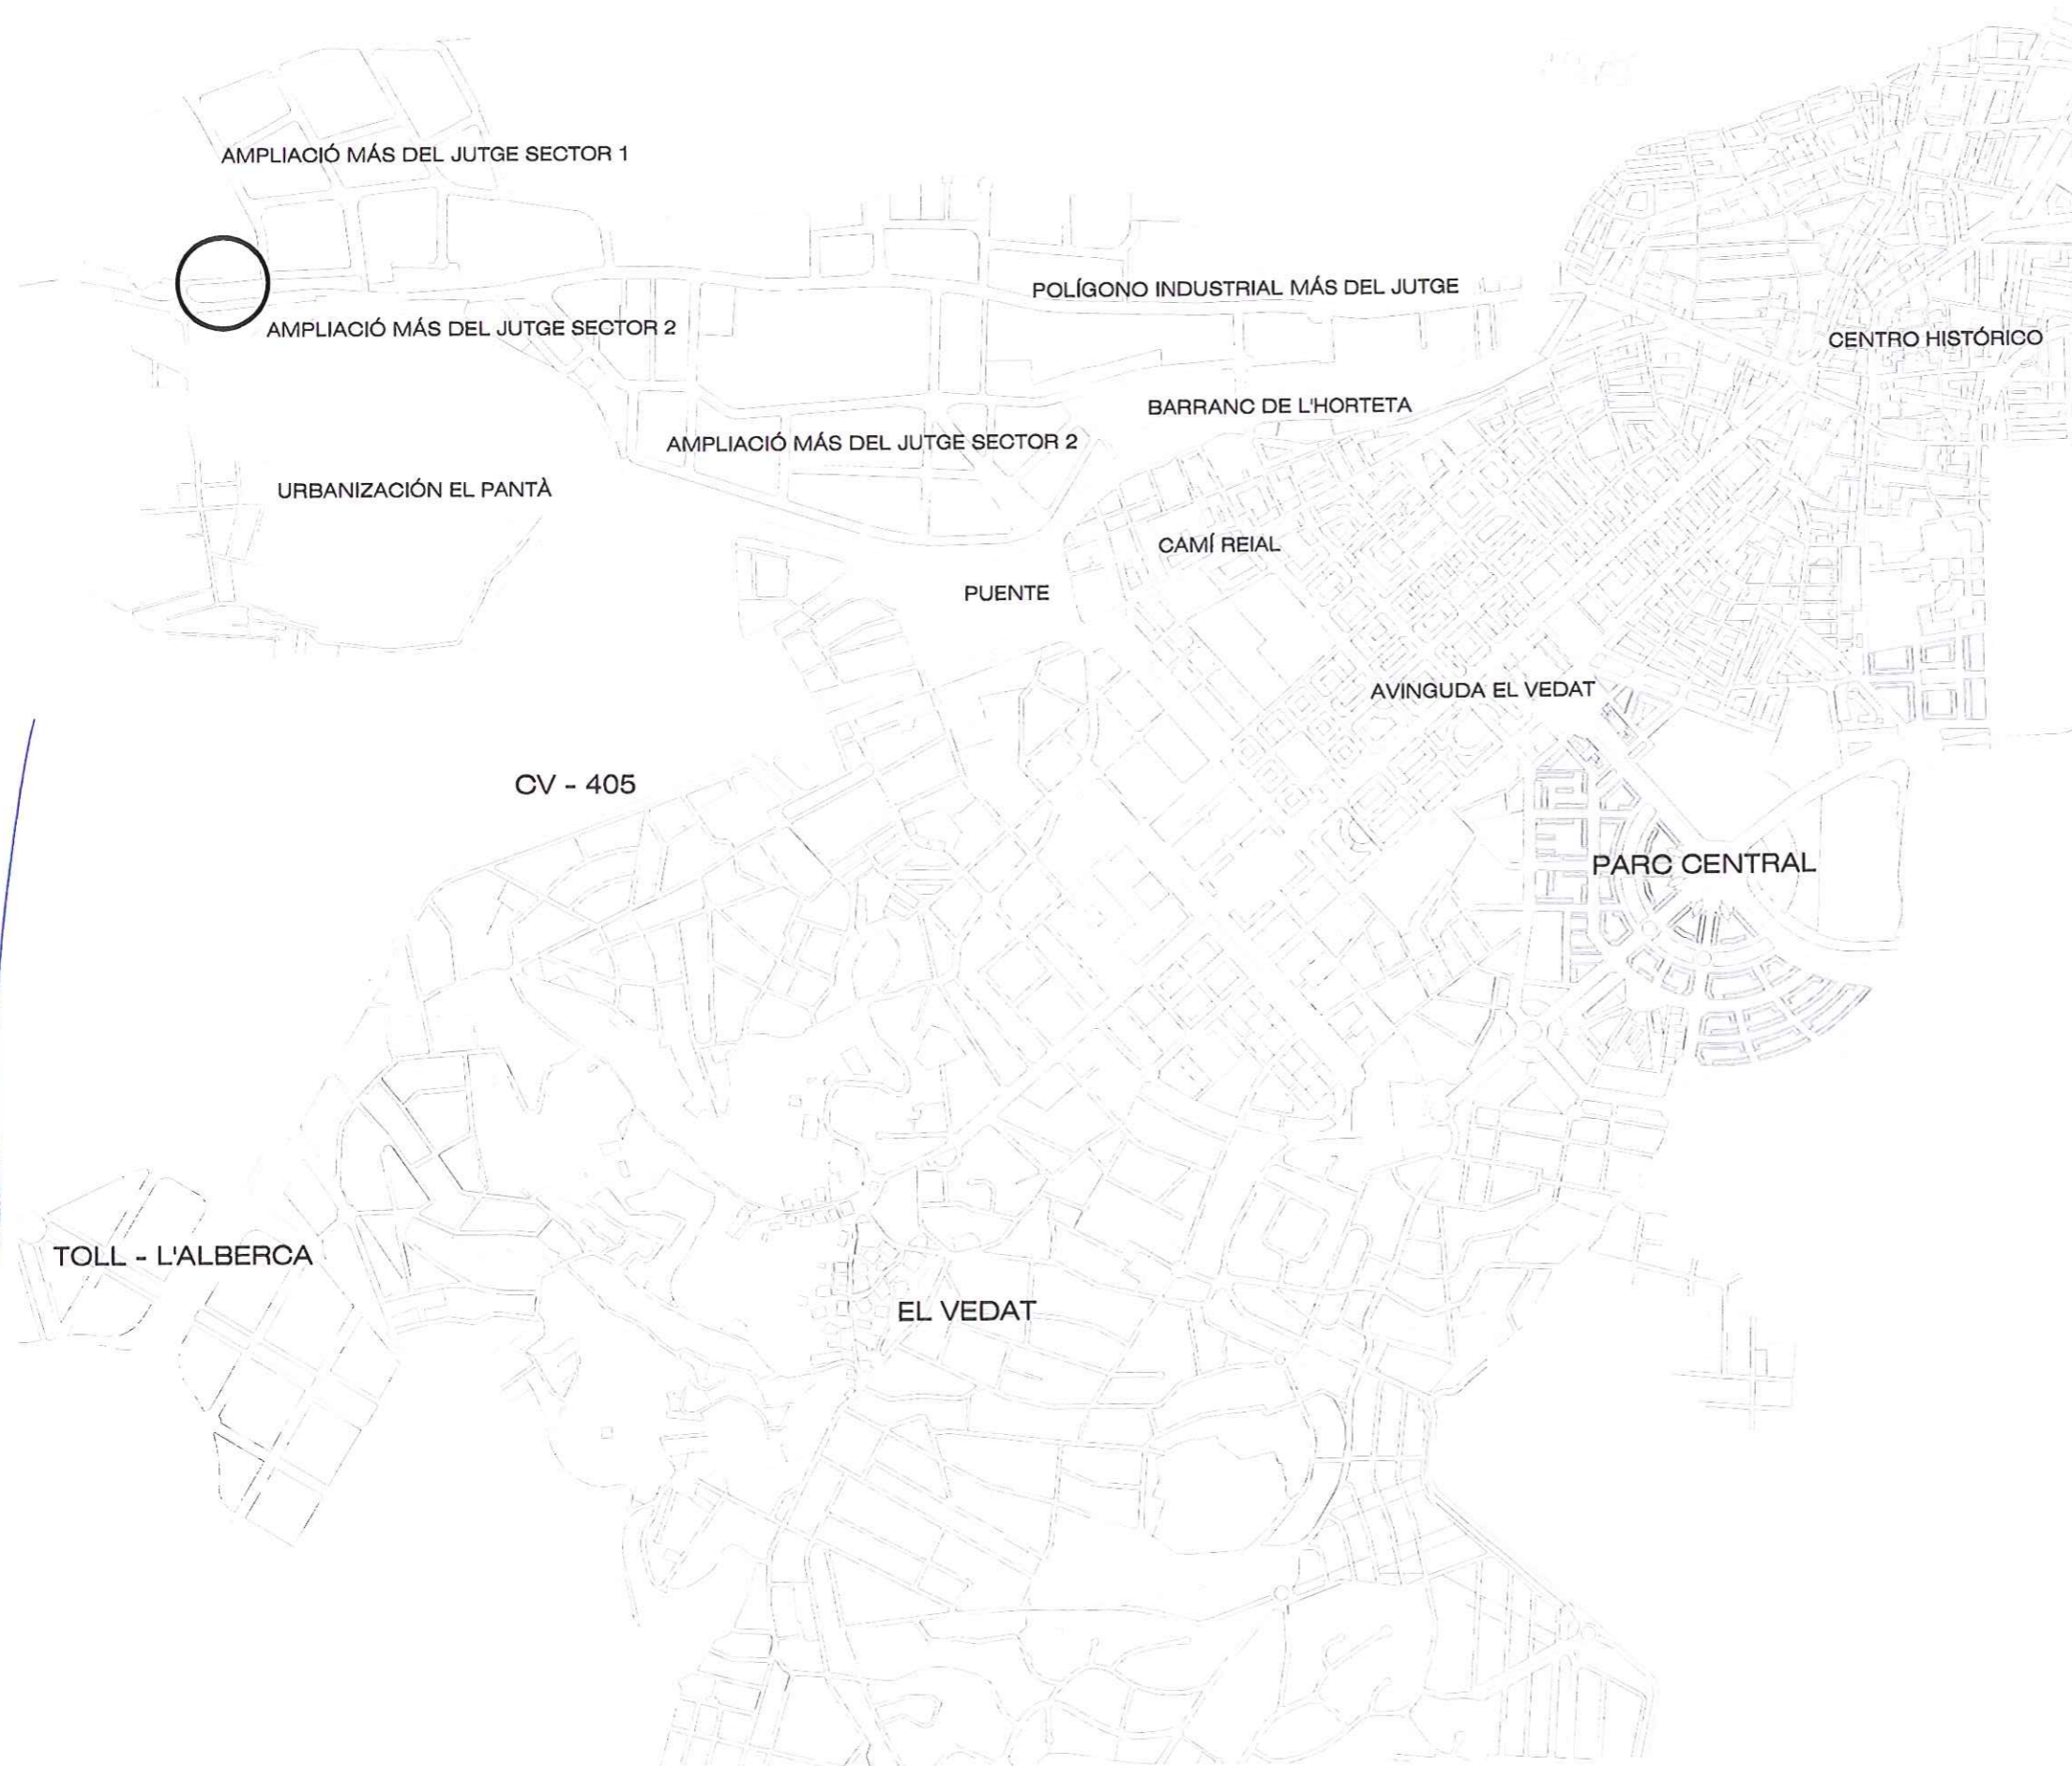 AMPLIACIÓ MÁS DEL JUTGE SECTOR 1
POLÍGONO INDUSTRIAL MÁS DEL JUTGE
AMPLIACIÓ MÁS DEL JUTGE SECTOR 2
CENTRO HISTÓRICO
BARRANC DE L'HORTETA
AMPLIACIÓ MÁS DEL JUTGE SECTOR 2
URBANIZACIÓN EL PANTÀ
CAMÍ REIAL
PUENTE
AVINGUDA EL VEDAT
CV - 405
PARC CENTRAL
TOLL - L'ALBERCA
EL VEDAT